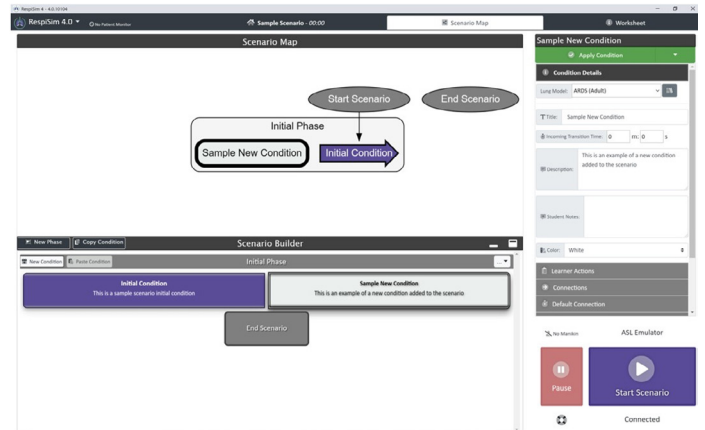 RespiSim 4 - 4.0.10104
RespiSim 4.0
No Patient Monitor
Sample Scenario - 00:00
Scenario Map
Worksheet
Scenario Map
Start Scenario
End Scenario
Initial Phase
Sample New Condition
Initial Condition
New Phase
Copy Condition
Scenario Builder
New Condition
Paste Condition
Initial Phase
...
Initial Condition
This is a sample scenario initial condition
Sample New Condition
This is an example of a new condition added to the scenario
End Scenario
Sample New Condition
Apply Condition
Condition Details
Lung Model:
ARDS (Adult)
Title:
Sample New Condition
Incoming Transition Time:
0
m:
0
s
Description:
This is an example of a new condition
added to the scenario
Student Notes:
Color:
White
Learner Actions
Connections
Default Connection
No Manikin
ASL Emulator
Pause
Start Scenario
Connected